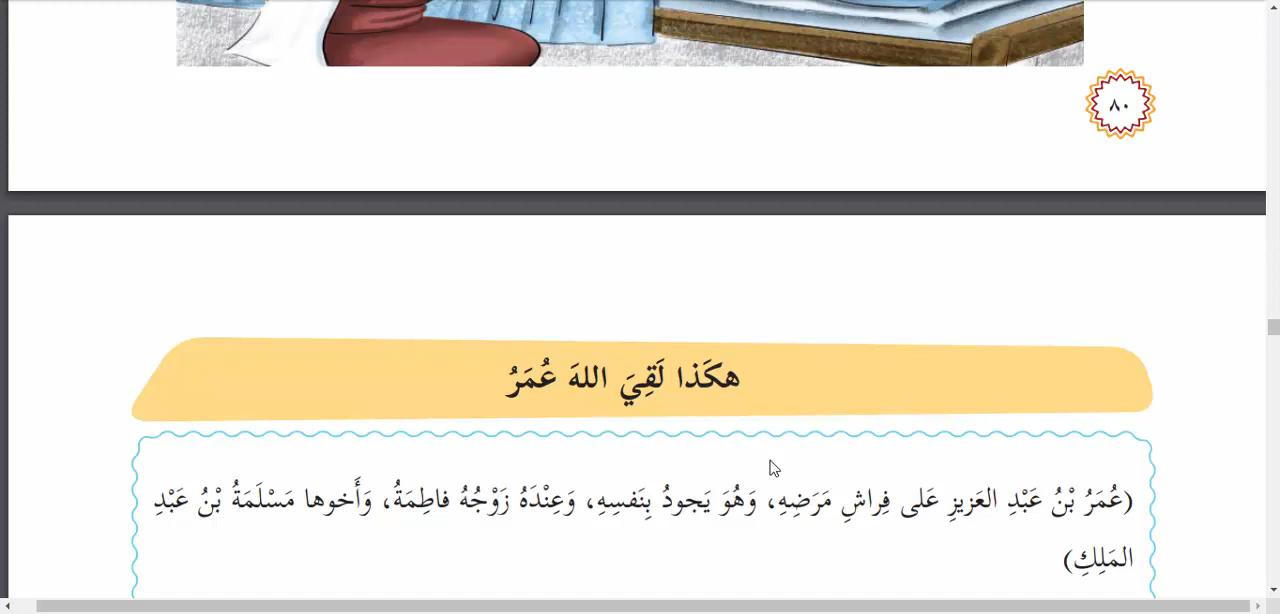 ٨٠
هكَذا لَقِيَ اللهَ عُمَرُ
(عُمَرُ بْنُ عَبْدِ العَزيزِ عَلى فِراشِ مَرَضِهِ، وَهُوَ يَجودُ بِنَفسِهِ، وَعِنْدَهُ زَوْجُهُ فاطِمَةُ، وَأَخوها مَسْلَمَةُ بْنُ عَبْدِ
المَلِكِ)